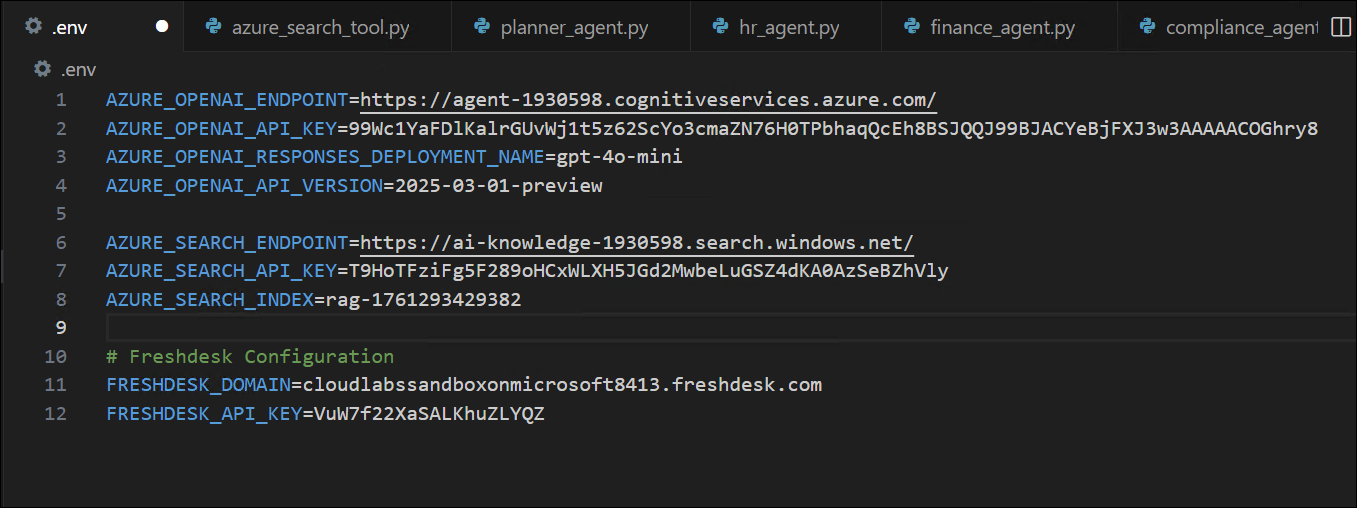 .env
azure_search_tool.py
planner_agent.py
hr_agent.py
finance_agent.py
compliance_agent
.env
1 AZURE_OPENAI_ENDPOINT=https://agent-1930598.cognitiveservices.azure.com/
2 AZURE_OPENAI_API_KEY=99Wc1YaFDlKalrGUvWj1t5z62ScYo3cmaZN76H0TPbhaqQcEh8BSJQQJ99BJACYeBjFXJ3w3AAAAACOGhry8
3 AZURE_OPENAI_RESPONSES_DEPLOYMENT_NAME=gpt-4o-mini
4 AZURE_OPENAI_API_VERSION=2025-03-01-preview
5
6 AZURE_SEARCH_ENDPOINT=https://ai-knowledge-1930598.search.windows.net/
7 AZURE_SEARCH_API_KEY=T9HoTFziFg5F289oHCxWLXH5JGd2MwbeLuGSZ4dKA0AzSeBZhVly
8 AZURE_SEARCH_INDEX=rag-1761293429382
9
10 # Freshdesk Configuration
11 FRESHDESK_DOMAIN=cloudlabssandboxonmicrosoft8413.freshdesk.com
12 FRESHDESK_API_KEY=VuW7f22XaSALKhuZLYQZ